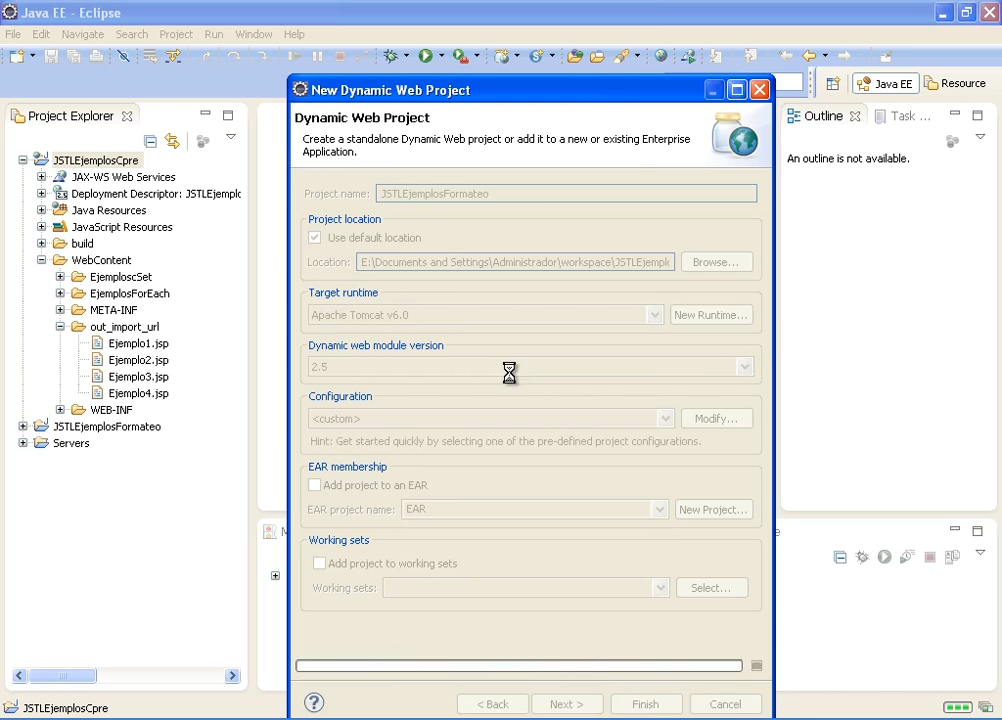 Java EE - Eclipse
File Edit Navigate Search Project Run Window Help
Java EE
Resource
Project Explorer
JSTLEjemplosCpre
JAX-WS Web Services
Deployment Descriptor: JSTLEjemplc
Java Resources
JavaScript Resources
build
WebContent
EjemploscSet
EjemplosForEach
META-INF
out_import_url
Ejemplo1.jsp
Ejemplo2.jsp
Ejemplo3.jsp
Ejemplo4.jsp
WEB-INF
JSTLEjemplosFormateo
Servers
New Dynamic Web Project
Dynamic Web Project
Create a standalone Dynamic Web project or add it to a new or existing Enterprise
Application.
Project name: JSTLEjemplosFormateo
Project location
Use default location
Location: E:\Documents and Settings\Administrador\workspace\JSTLEjempl Browse...
Target runtime
Apache Tomcat v6.0 New Runtime...
Dynamic web module version
2.5
Configuration
<custom> Modify...
Hint: Get started quickly by selecting one of the pre-defined project configurations.
EAR membership
Add project to an EAR
EAR project name: EAR New Project...
Working sets
Add project to working sets
Working sets: Select...
? < Back Next > Finish Cancel
Outline Task ...
An outline is not available.
JSTLEjemplosCpre